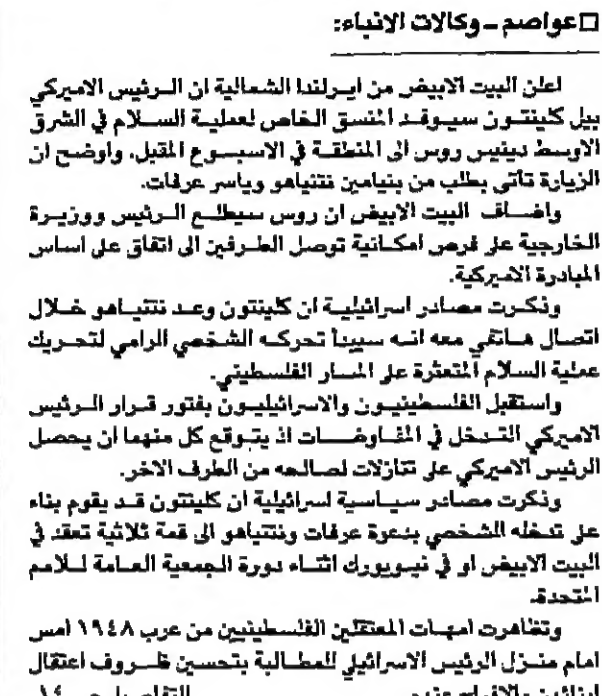 □ عواصم - وكالات الانباء:
اعلن البيت الابيض من ايرلندا الشمالية ان الرئيس الاميركي
بيل كلينتون سيوفد المنسق الخاص لعملية السلام في الشرق
الاوسط دينيس روس الى المنطقة في الاسبوع المقبل. واوضح ان
الزيارة تأتي بطلب من بنيامين نتنياهو وياسر عرفات.
واضاف البيت الابيض ان روس سيطلع الرئيس ووزيرة
الخارجية على فرص امكانية توصل الطرفين الى اتفاق على اساس
المبادرة الاميركية.
وذكرت مصادر اسرائيلية ان كلينتون وعد نتنياهو خلال
اتصال هاتفي معه انه سيبدأ تحركه الشخصي الرامي لتحريك
عملية السلام المتعثرة على المسار الفلسطيني.
واستقبل الفلسطينيون والاسرائيليون بفتور قرار الرئيس
الاميركي التدخل في المفاوضات اذ يتوقع كل منهما ان يحصل
الرئيس الاميركي على تنازلات لصالحه من الطرف الاخر.
وذكرت مصادر سياسية اسرائيلية ان كلينتون قد يقوم بناء
على تدخله الشخصي بدعوة عرفات ونتنياهو الى قمة ثلاثية تعقد في
البيت الابيض او في نيويورك اثناء دورة الجمعية العامة للامم
المتحدة.
وتظاهرت امهات المعتقلين الفلسطينيين من عرب ١٩٤٨ امس
امام منزل الرئيس الاسرائيلي للمطالبة بتحسين ظروف اعتقال
ابنائهن والافراج عنهم. التفاصيل ص ١٤